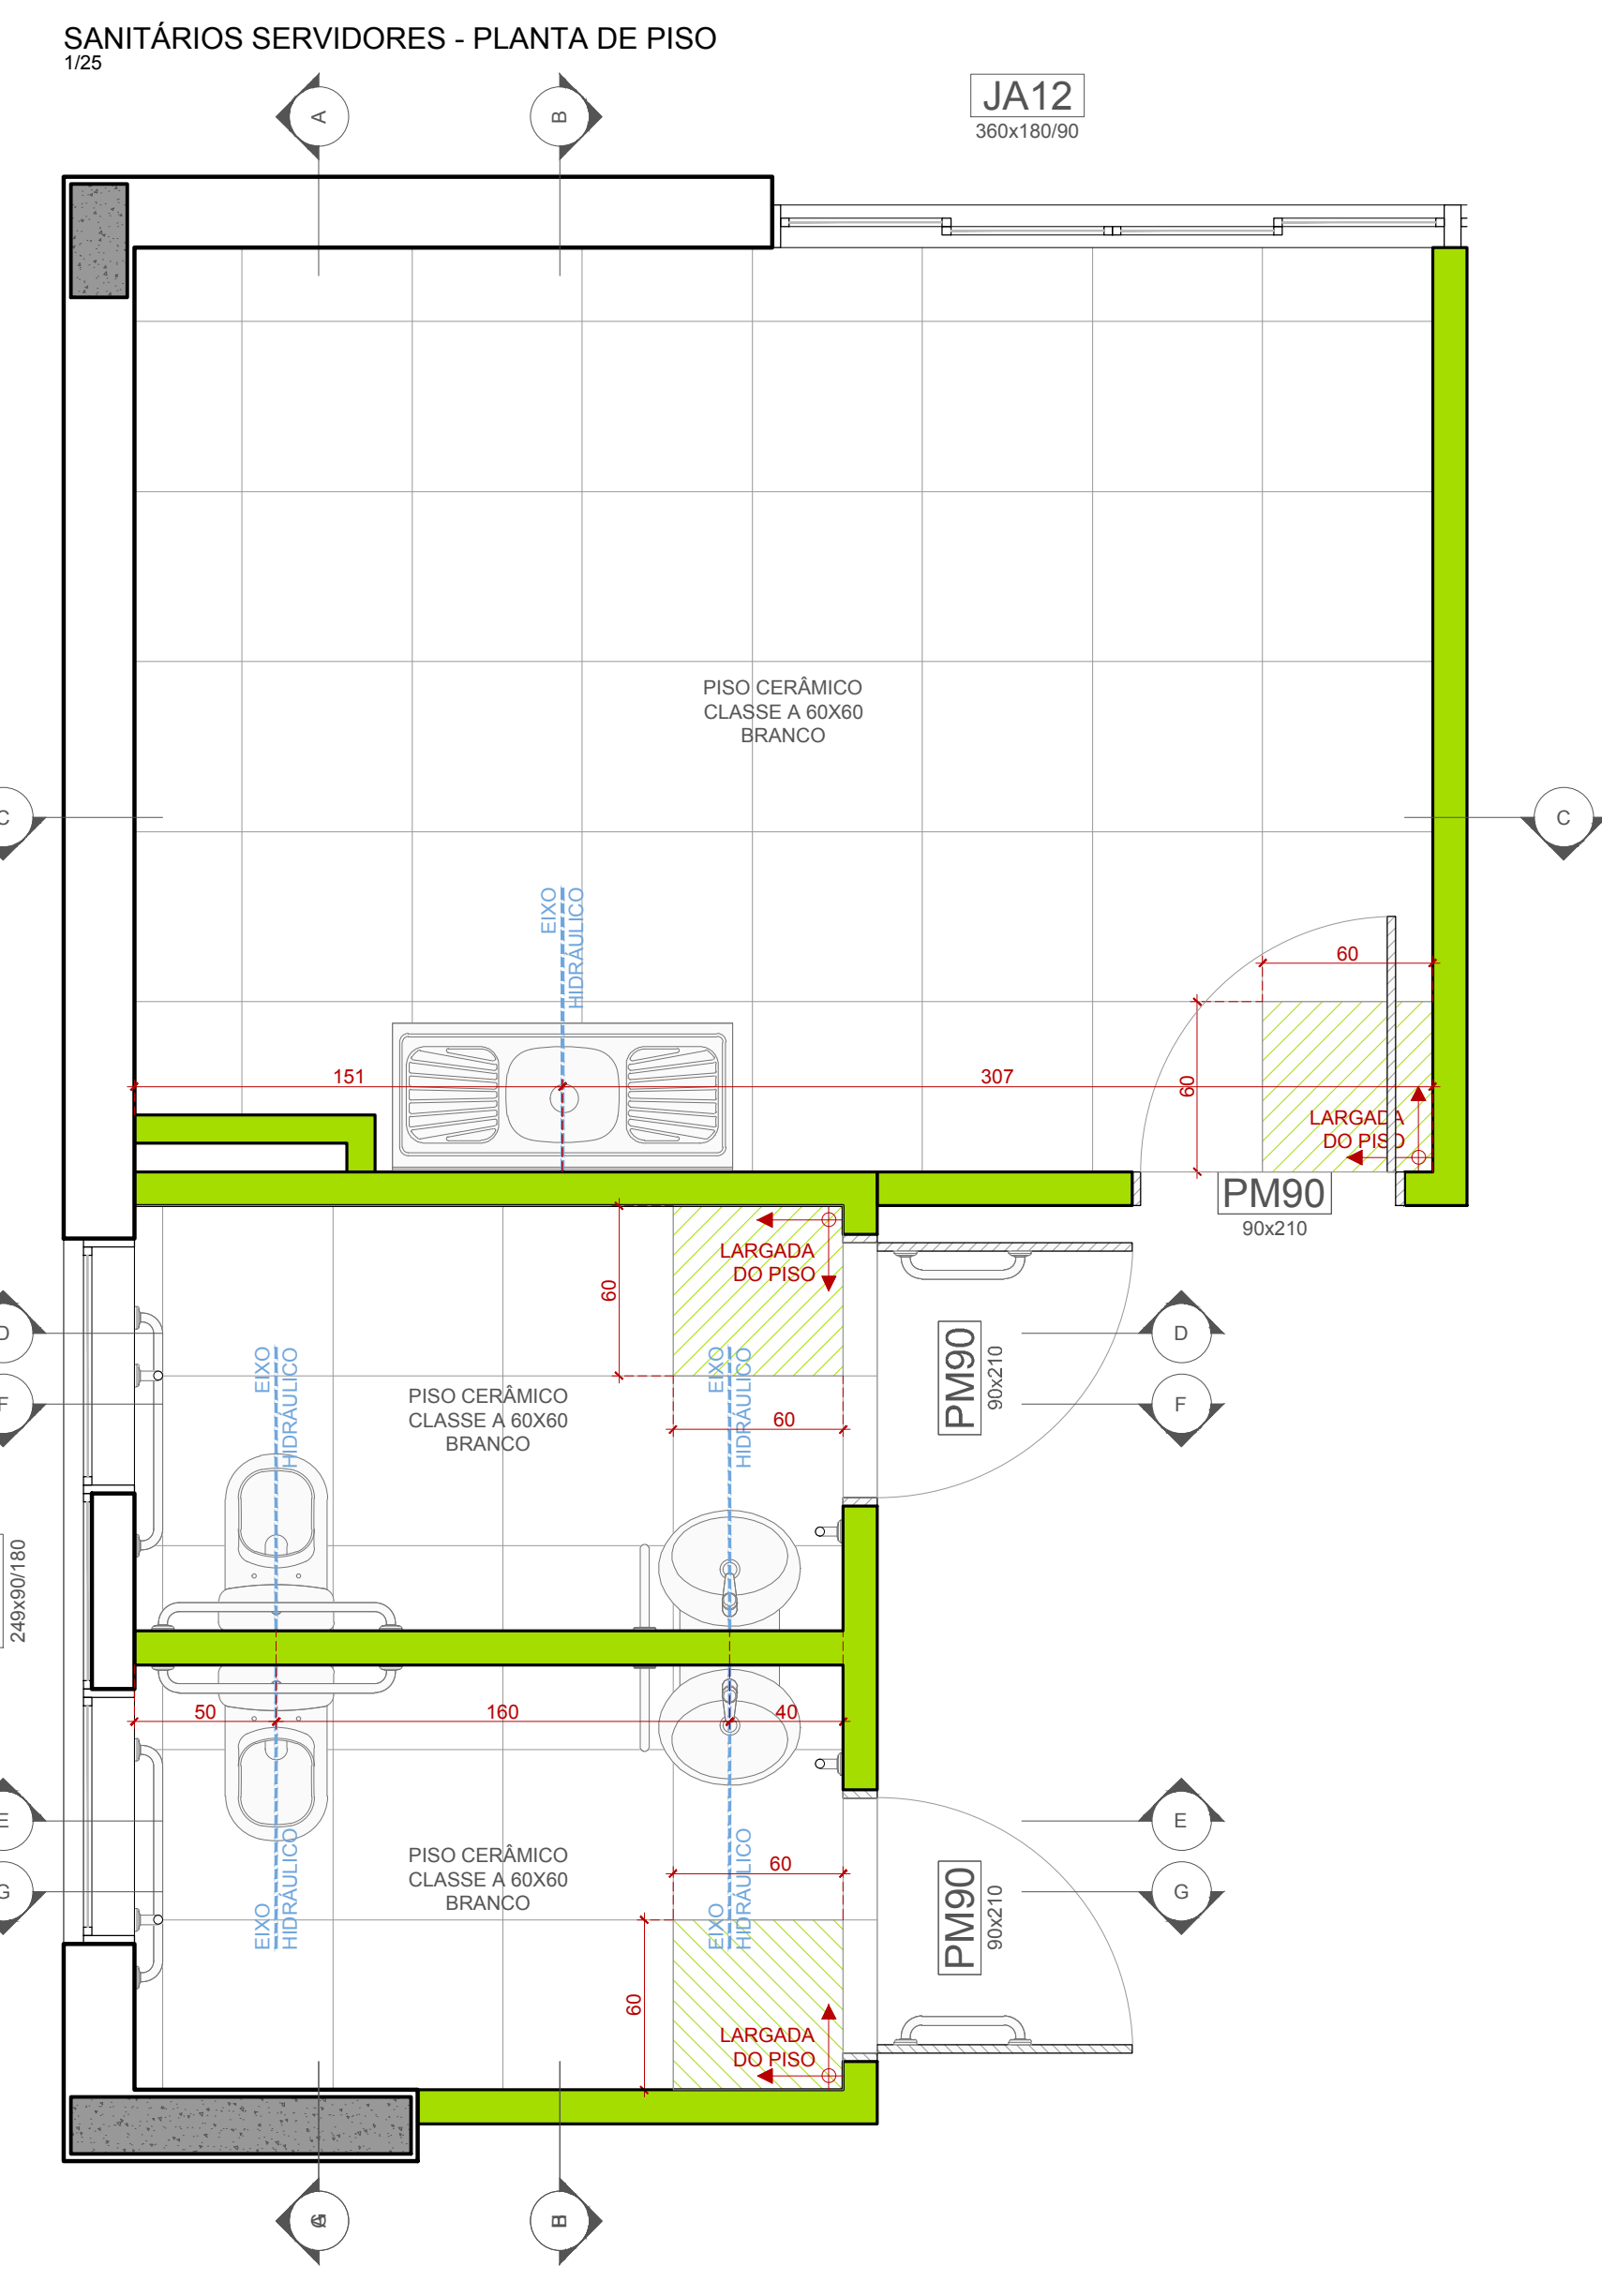 SANITÁRIOS SERVIDORES - PLANTA DE PISO
1/25
A
B
JA12
360x180/90
PISO CERÂMICO
CLASSE A 60X60
BRANCO
C
C
EIXO
HIDRÁULICO
60
151
307
60
LARGADA
DO PISO
PM90
90x210
LARGADA
DO PISO
60
D
EIXO
HIDRÁULICO
EIXO
HIDRÁULICO
PM90
90x210
D
F
PISO CERÂMICO
CLASSE A 60X60
BRANCO
60
F
249x90/180
50
160
40
E
E
EIXO
HIDRÁULICO
PISO CERÂMICO
CLASSE A 60X60
BRANCO
60
EIXO
HIDRÁULICO
PM90
90x210
G
G
60
LARGADA
DO PISO
B